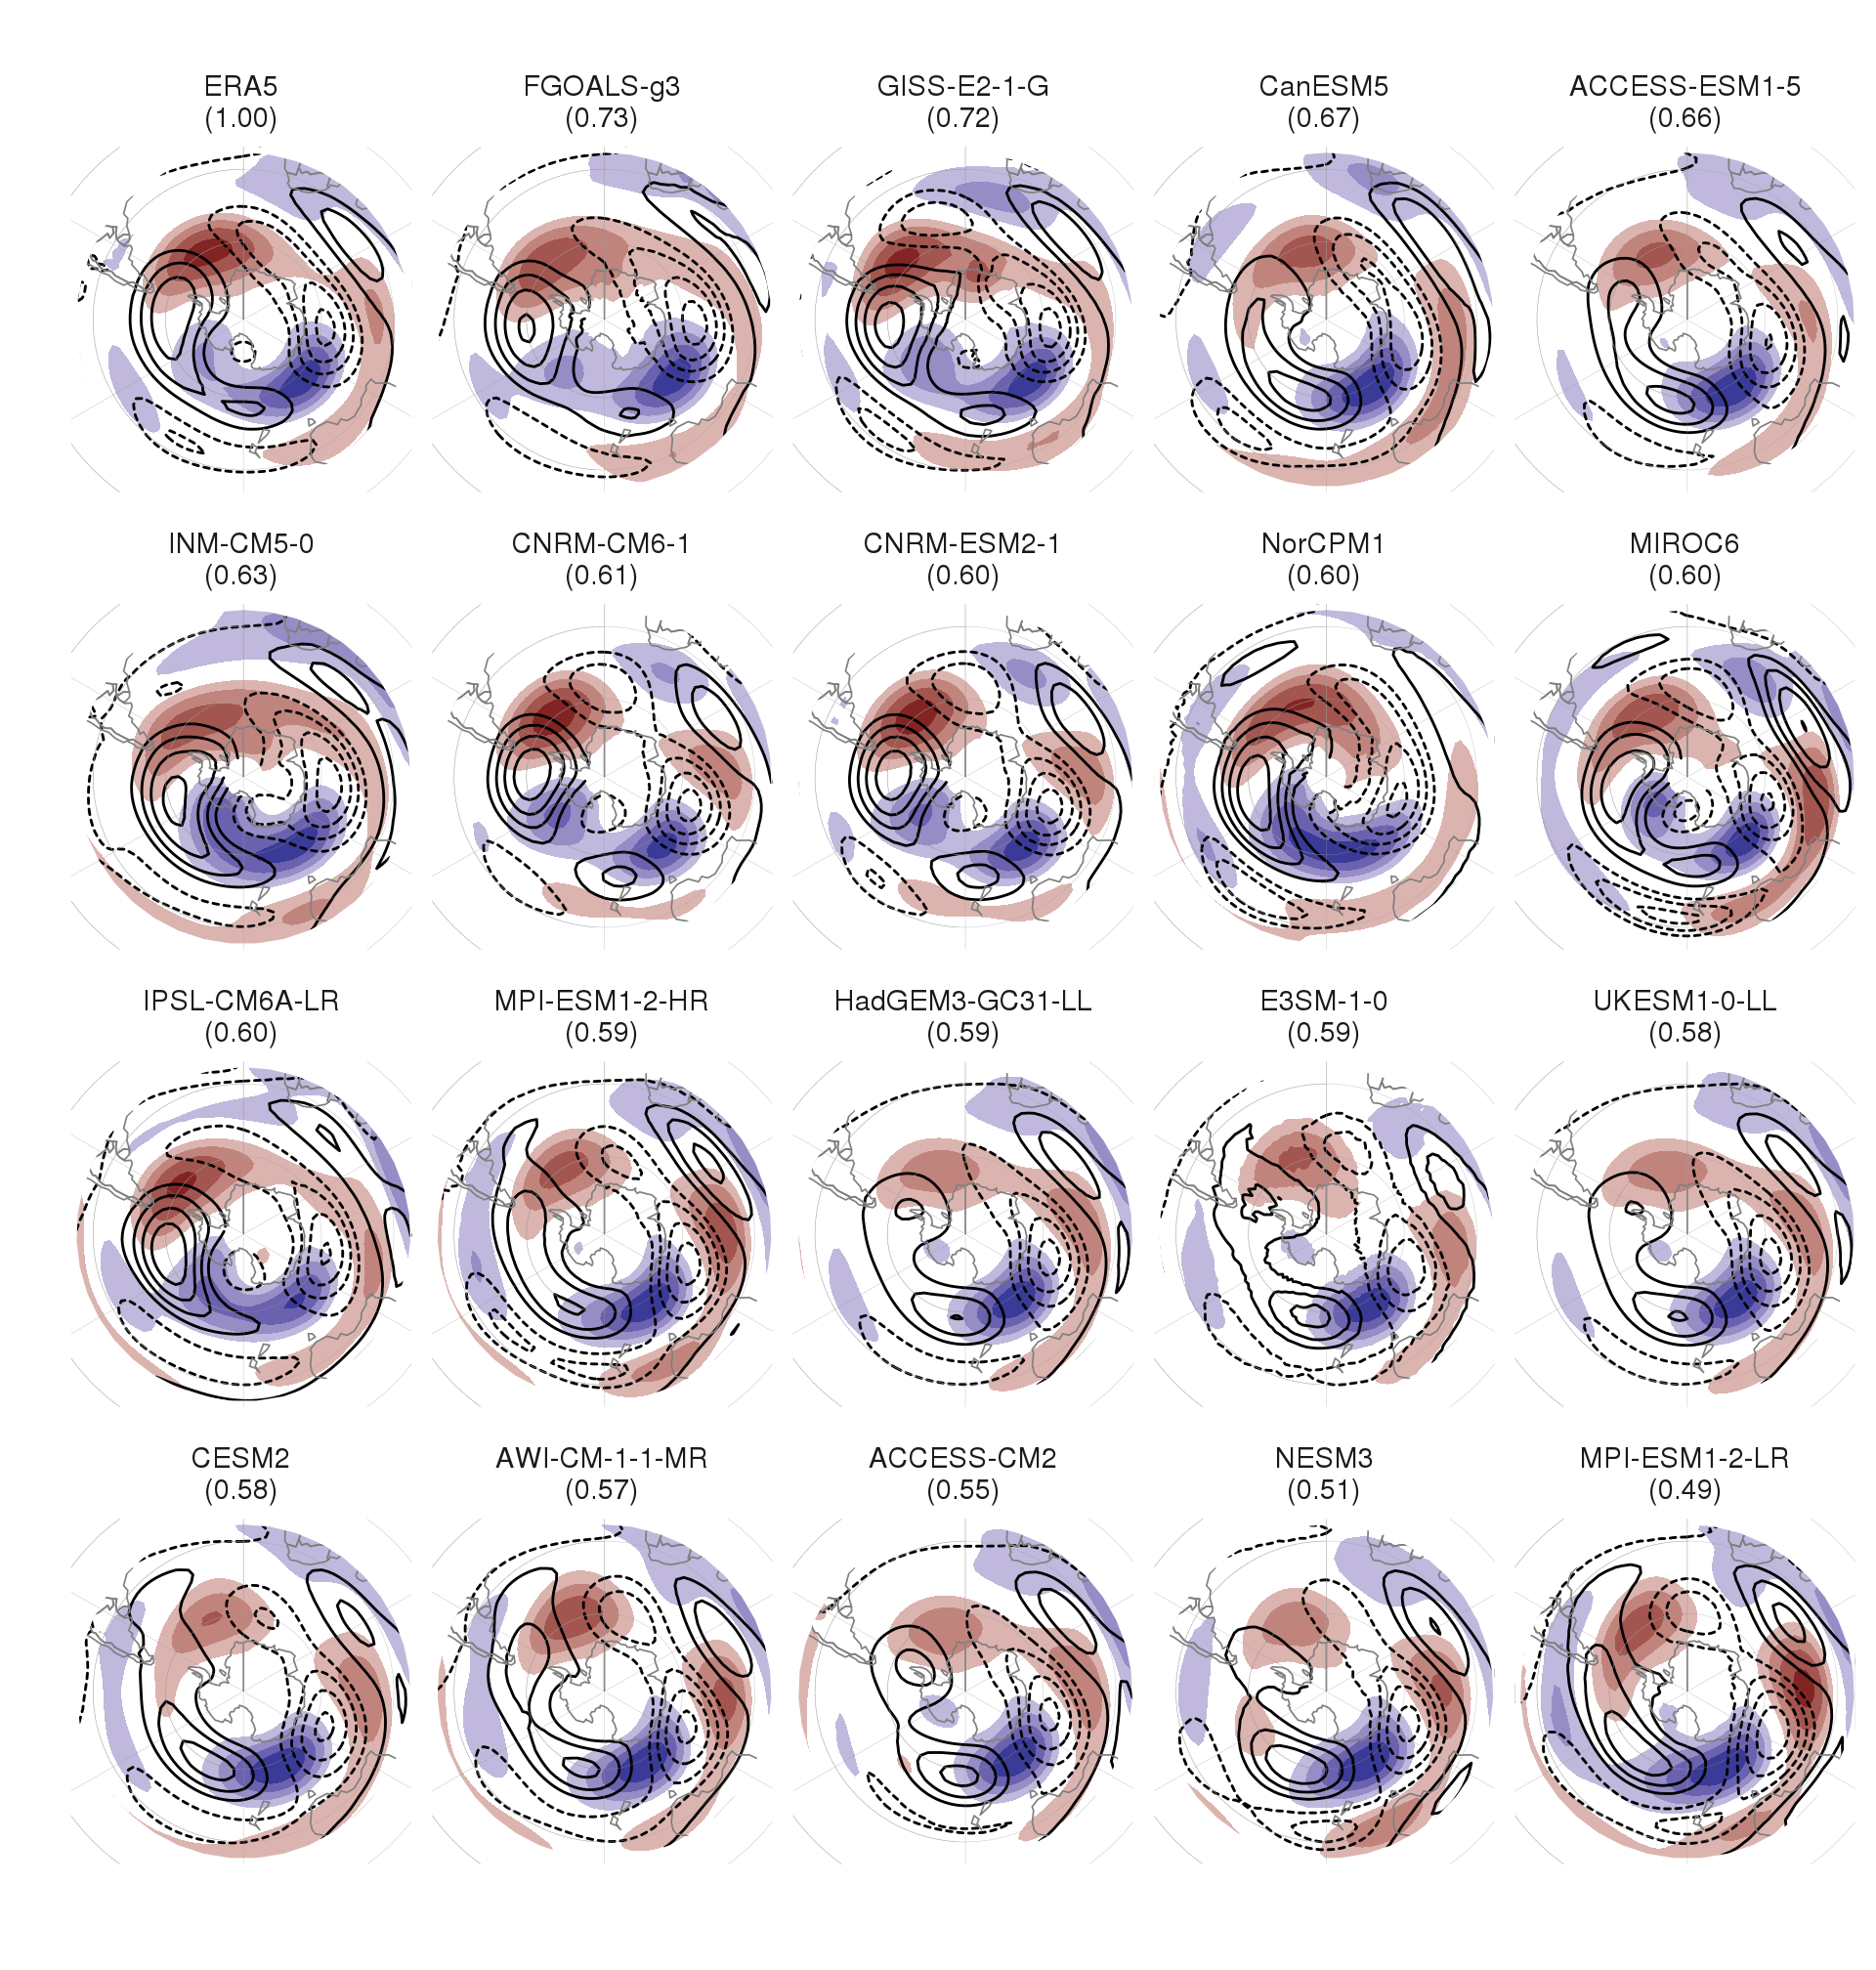 ERA5
(1.00)
FGOALS-g3
(0.73)
GISS-E2-1-G
(0.72)
CanESM5
(0.67)
ACCESS-ESM1-5
(0.66)
INM-CM5-0
(0.63)
CNRM-CM6-1
(0.61)
CNRM-ESM2-1
(0.60)
NorCPM1
(0.60)
MIROC6
(0.60)
IPSL-CM6A-LR
(0.60)
MPI-ESM1-2-HR
(0.59)
HadGEM3-GC31-LL
(0.59)
E3SM-1-0
(0.59)
UKESM1-0-LL
(0.58)
CESM2
(0.58)
AWI-CM-1-1-MR
(0.57)
ACCESS-CM2
(0.55)
NESM3
(0.51)
MPI-ESM1-2-LR
(0.49)